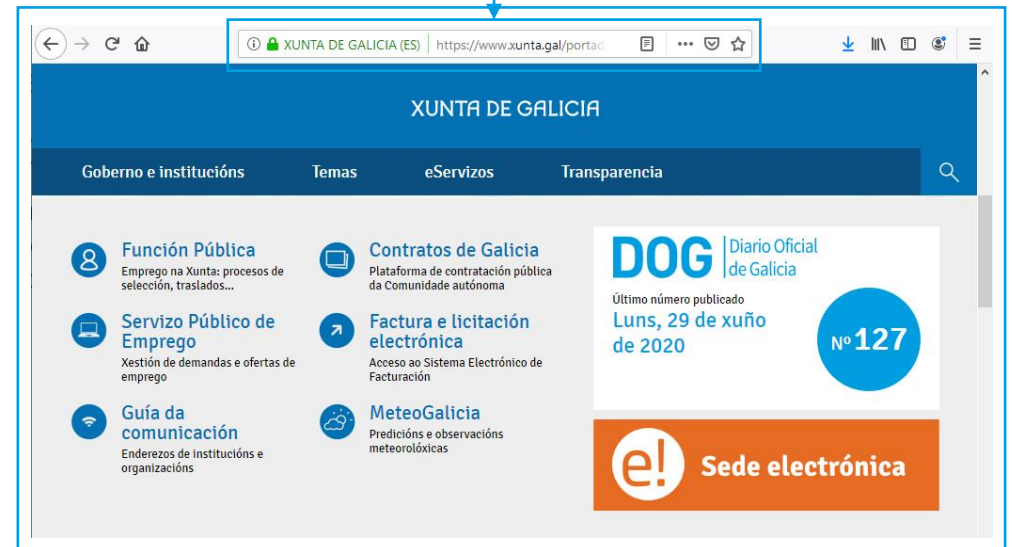 XUNTA DE GALICIA (ES) https://www.xunta.gal/portad
XUNTA DE GALICIA
Goberno e institucións Temas eServizos Transparencia
Función Pública
Emprego na Xunta: procesos de
selección, traslados...
Contratos de Galicia
Plataforma de contratación pública
da Comunidade autónoma
Servizo Público de
Emprego
Xestión de demandas e ofertas de
emprego
Factura e licitación
electrónica
Acceso ao Sistema Electrónico de
Facturación
Guía da
comunicación
Enderezos de institucións e
organizacións
MeteoGalicia
Predicións e observacións
meteorolóxicas
DOG Diario Oficial
de Galicia
Último número publicado
Luns, 29 de xuño
de 2020
Nº 127
e! Sede electrónica